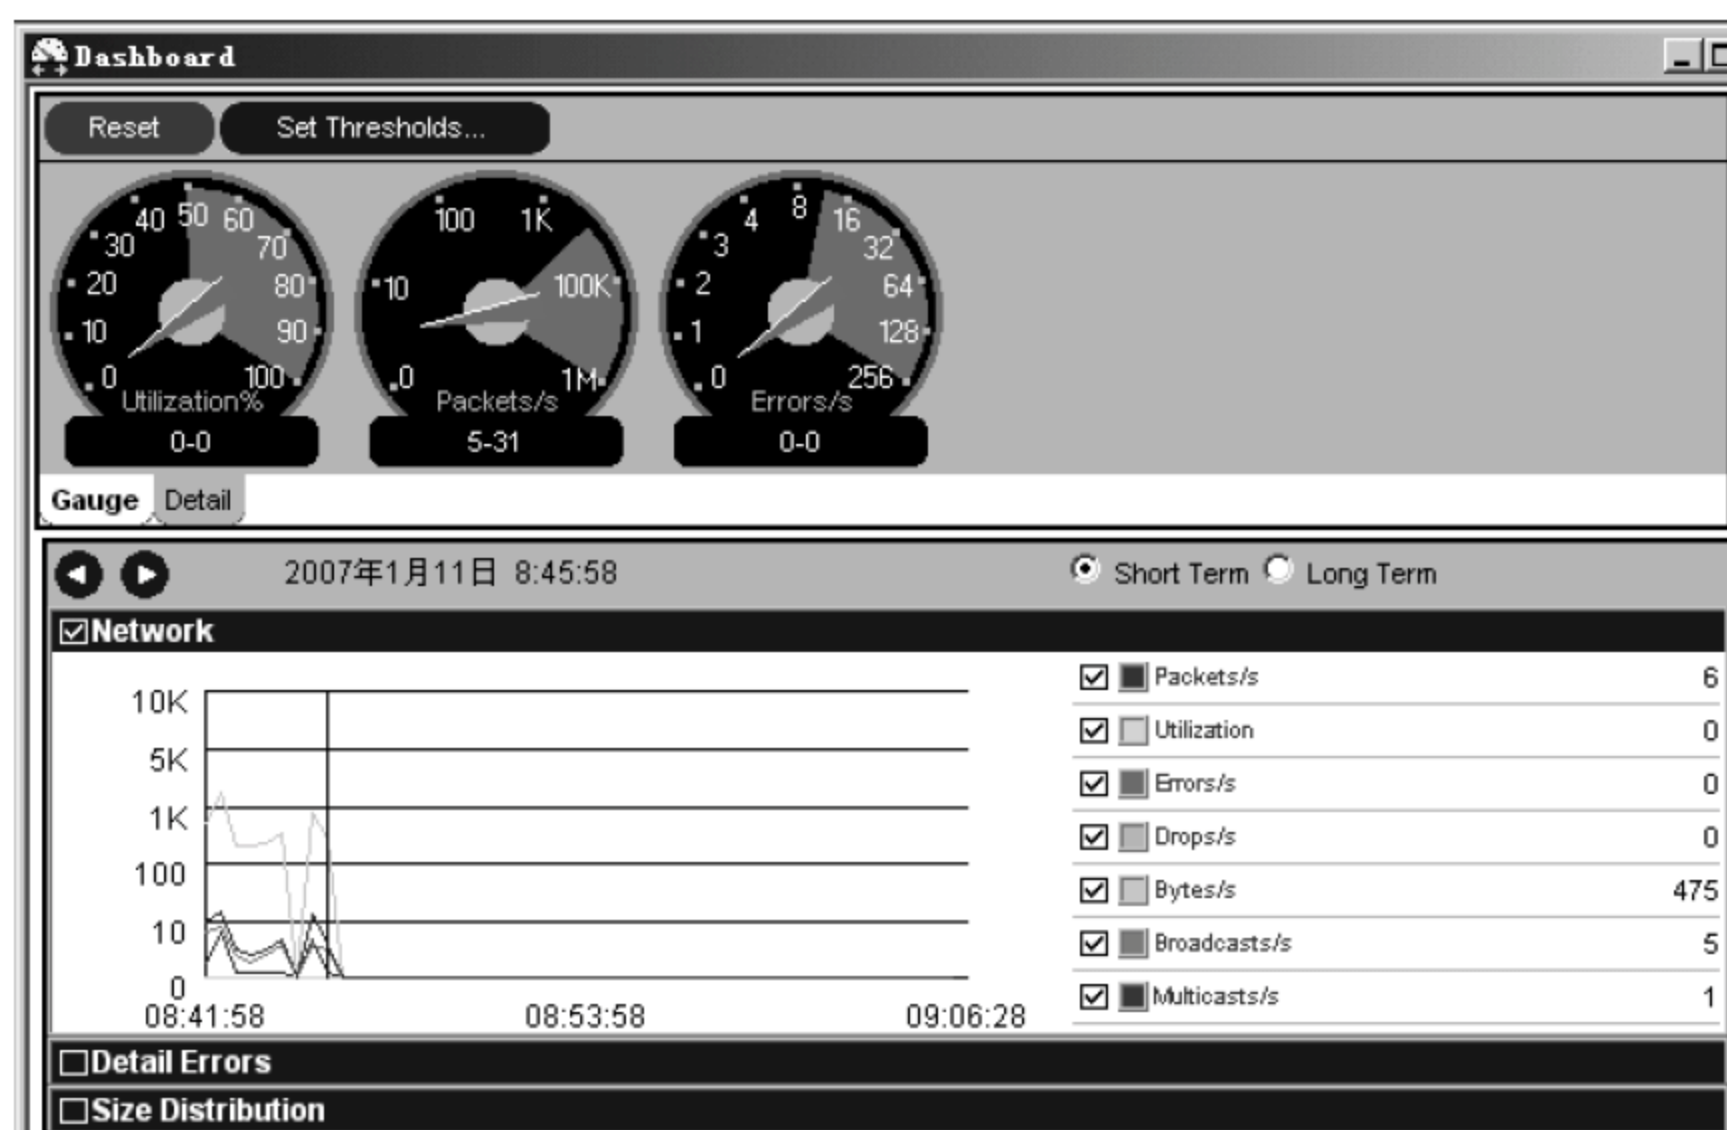 Dashboard
Reset Set Thresholds...
0 10 20 30 40 50 60 70 80 90 100
Utilization%
0-0
0 10 100 1K 100K 1M
Packets/s
5-31
0 1 2 3 4 8 16 32 64 128 256
Errors/s
0-0
Gauge Detail
2007年1月11日 8:45:58 Short Term Long Term
Network
10K
5K
1K
100
10
0
08:41:58 08:53:58 09:06:28
Packets/s 6
Utilization 0
Errors/s 0
Drops/s 0
Bytes/s 475
Broadcasts/s 5
Multicasts/s 1
Detail Errors
Size Distribution